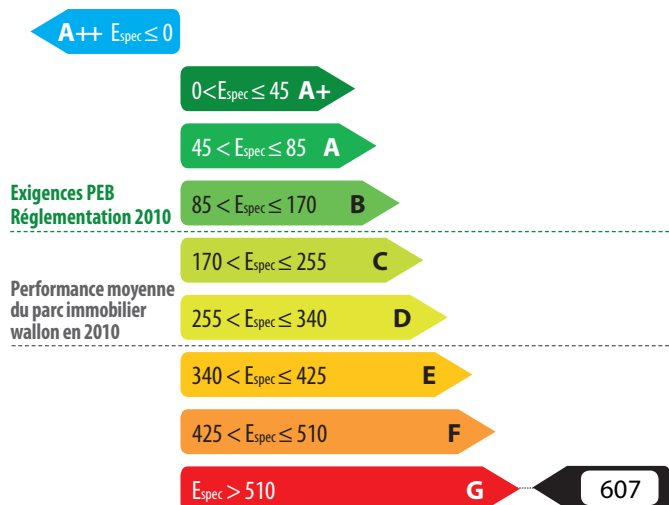 A++ Espec ≤ 0
0<Espec ≤ 45 A+
45 < Espec ≤ 85 A
Exigences PEB
Réglementation 2010
85 < Espec ≤ 170 B
170 < Espec ≤ 255 C
Performance moyenne
du parc immobilier
wallon en 2010
255 < Espec ≤ 340 D
340 < Espec ≤ 425 E
425 < Espec ≤ 510 F
Espec > 510 G 607